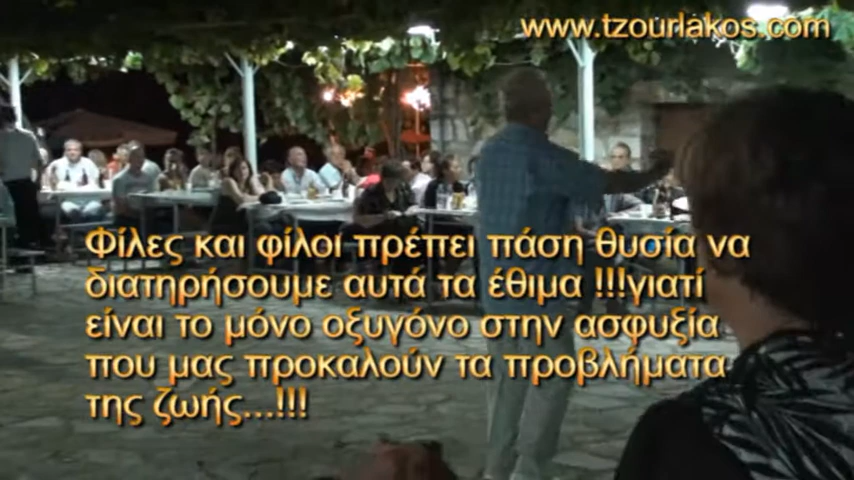 www.tzourlakos.com
Φίλες και φίλοι πρέπει πάση θυσία να
διατηρήσουμε αυτά τα έθιμα !!!γιατί
είναι το μόνο οξυγόνο στην ασφυξία
που μας προκαλούν τα προβλήματα
της ζωής...!!!